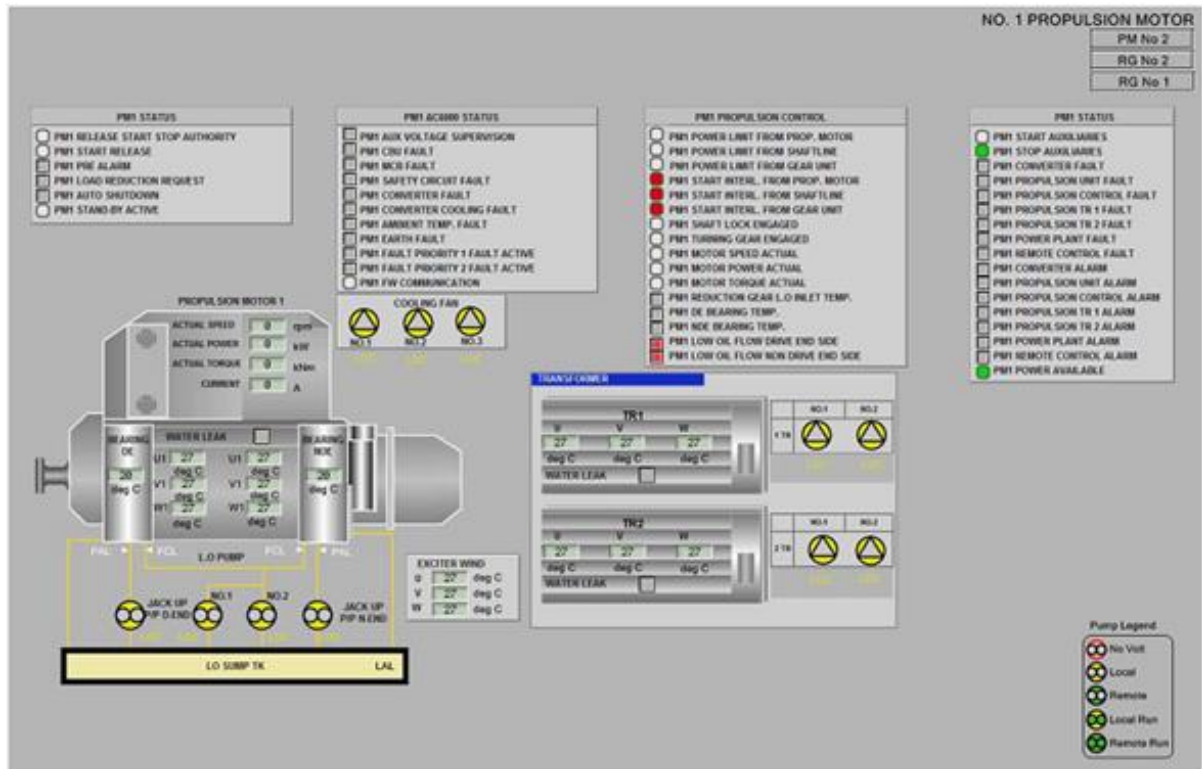 NO. 1 PROPULSION MOTOR
PM No 2
RG No 2
RG No 1
PM1 STATUS
PM1 RELEASE START STOP AUTHORITY
PM1 START RELEASE
PM1 PRE ALARM
PM1 LOAD REDUCTION REQUEST
PM1 AUTO SHUTDOWN
PM1 STAND-BY ACTIVE
PM1 AC6000 STATUS
PM1 AUX VOLTAGE SUPERVISION
PM1 CBU FAULT
PM1 MCB FAULT
PM1 SAFETY CIRCUIT FAULT
PM1 CONVERTER FAULT
PM1 CONVERTER COOLING FAULT
PM1 AMBIENT TEMP. FAULT
PM1 EARTH FAULT
PM1 FAULT PRIORITY 1 FAULT ACTIVE
PM1 FAULT PRIORITY 2 FAULT ACTIVE
PM1 FW COMMUNICATION
COOLING FAN
NO.1 NO.2 NO.3
PM1 PROPULSION CONTROL
PM1 POWER LIMIT FROM PROP. MOTOR
PM1 POWER LIMIT FROM SHAFTLINE
PM1 POWER LIMIT FROM GEAR UNIT
PM1 START INTERL. FROM PROP. MOTOR
PM1 START INTERL. FROM SHAFTLINE
PM1 START INTERL. FROM GEAR UNIT
PM1 SHAFT LOCK ENGAGED
PM1 TURNING GEAR ENGAGED
PM1 MOTOR SPEED ACTUAL
PM1 MOTOR POWER ACTUAL
PM1 MOTOR TORQUE ACTUAL
PM1 REDUCTION GEAR L.O INLET TEMP.
PM1 DE BEARING TEMP.
PM1 NDE BEARING TEMP.
PM1 LOW OIL FLOW DRIVE END SIDE
PM1 LOW OIL FLOW NON DRIVE END SIDE
PM1 STATUS
PM1 START AUXILIARIES
PM1 STOP AUXILIARIES
PM1 CONVERTER FAULT
PM1 PROPULSION UNIT FAULT
PM1 PROPULSION CONTROL FAULT
PM1 PROPULSION TR 1 FAULT
PM1 PROPULSION TR 2 FAULT
PM1 POWER PLANT FAULT
PM1 REMOTE CONTROL FAULT
PM1 CONVERTER ALARM
PM1 PROPULSION UNIT ALARM
PM1 PROPULSION CONTROL ALARM
PM1 PROPULSION TR 1 ALARM
PM1 PROPULSION TR 2 ALARM
PM1 POWER PLANT ALARM
PM1 REMOTE CONTROL ALARM
PM1 POWER AVAILABLE
PROPULSION MOTOR 1
ACTUAL SPEED 0 rpm
ACTUAL POWER 0 kW
ACTUAL TORQUE 0 kNm
CURRENT 0 A
BEARING DE
20
deg C
WATER LEAK
BEARING NDE
20
deg C
U1 27 U1 27
deg C deg C
V1 27 V1 27
deg C deg C
W1 27 W1 27
deg C deg C
PAL FCL L.O PUMP FCL PAL
JACK UP P/P D-END
NO.1 NO.2
JACK UP P/P N-END
LO SUMP TK LAL
EXCITER WIND
U 27 deg C
V 27 deg C
W 27 deg C
TRANSFORMER
TR1
U V W
27 27 27
deg C deg C deg C
WATER LEAK
NO.1 NO.2
1 TR
TR2
U V W
27 27 27
deg C deg C deg C
WATER LEAK
NO.1 NO.2
2 TR
Pump Legend
No Volt
Local
Remote
Local Run
Remote Run